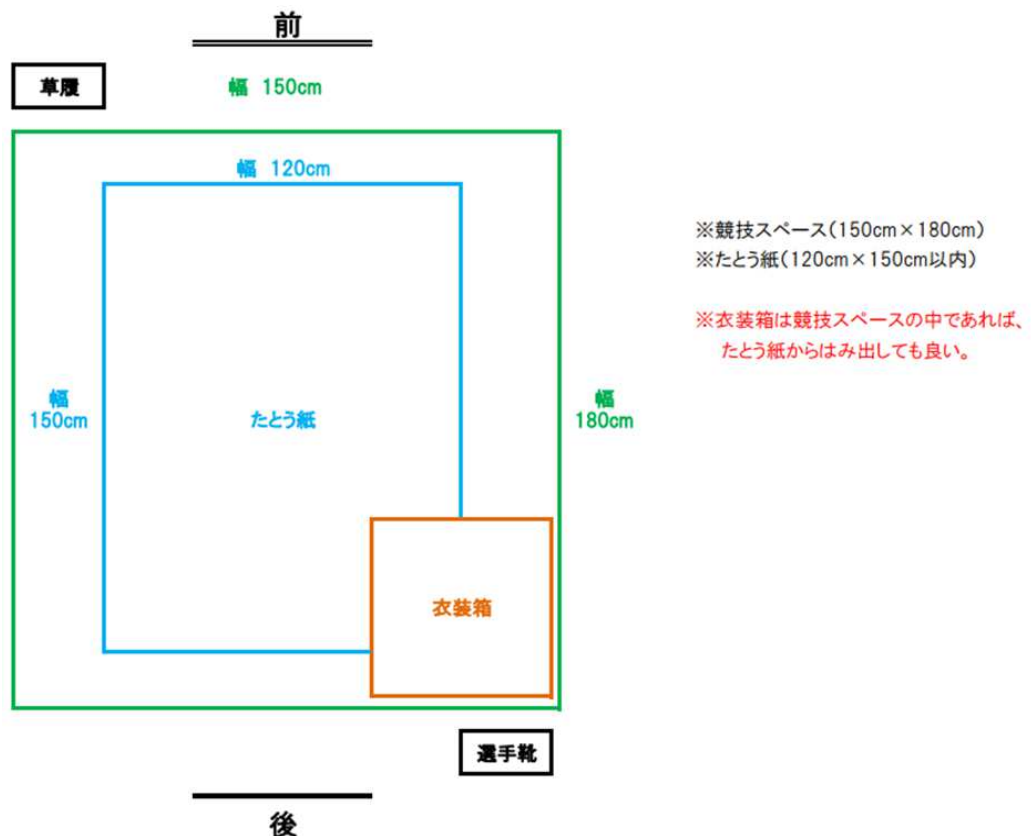 前
草履
幅 150cm
幅 120cm
※競技スペース(150cm×180cm)
※たとう紙(120cm×150cm以内)
※衣装箱は競技スペースの中であれば、
たとう紙からはみ出しても良い。
幅
150cm
たとう紙
幅
180cm
衣装箱
選手靴
後